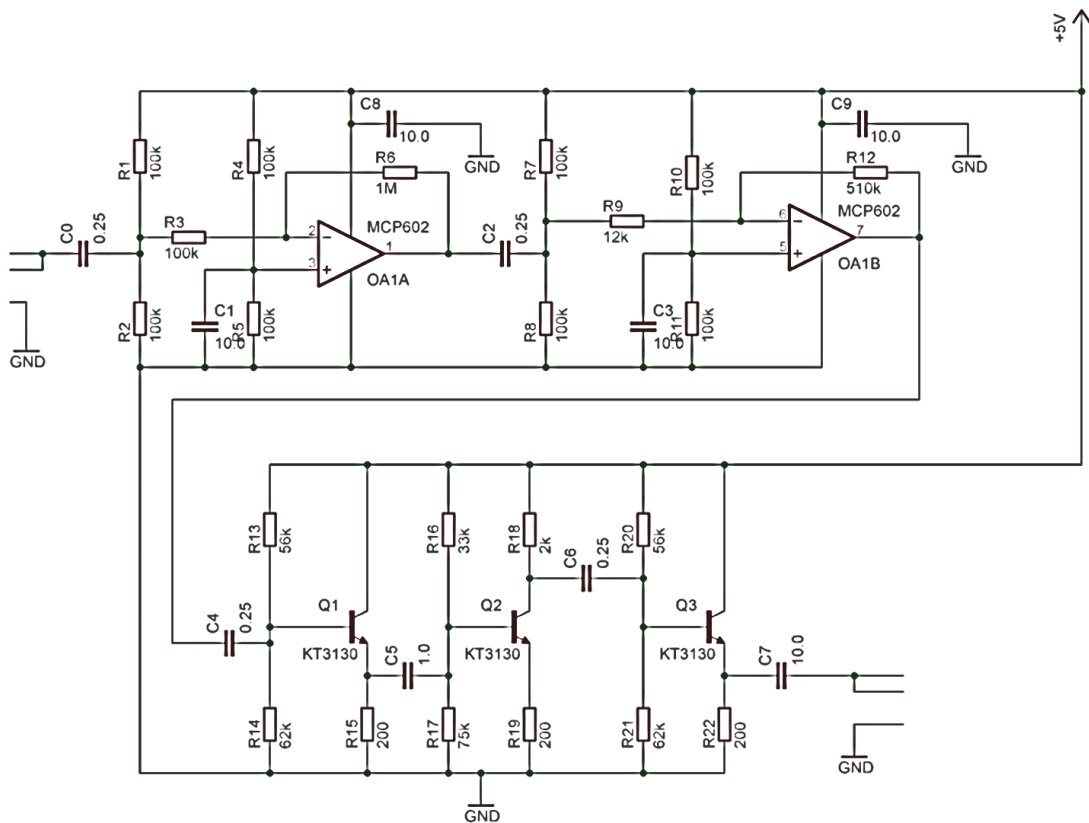 +5V
C8
10.0
GND
C9
10.0
GND
R1
100k
R4
100k
R6
1M
R7
100k
R10
100k
R12
510k
C0
0.25
R3
100k
2
3
1
MCP602
OA1A
C2
0.25
R9
12k
6
5
7
MCP602
OA1B
GND
R2
100k
C1
10.0
R5
100k
R8
100k
C3
10.0
R11
100k
R13
56k
R16
33k
R18
2k
C6
0.25
R20
56k
C4
0.25
Q1
KT3130
C5
1.0
Q2
KT3130
Q3
KT3130
C7
10.0
R14
62k
R15
200
R17
75k
R19
200
R21
62k
R22
200
GND
GND